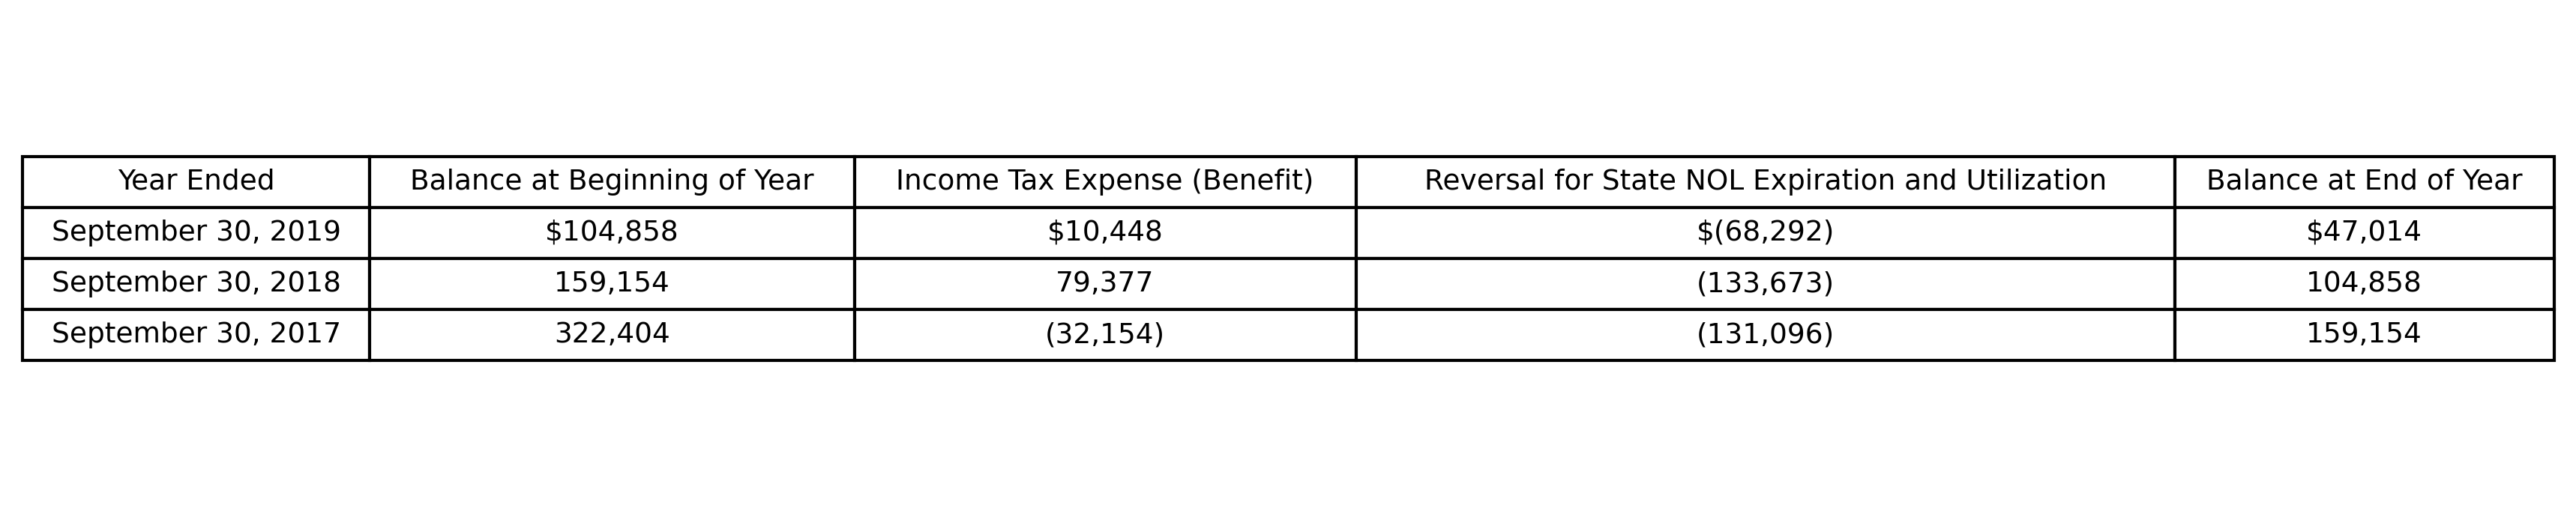 Year Ended Balance at Beginning of Year Income Tax Expense (Benefit) Reversal for State NOL Expiration and Utilization Balance at End of Year
September 30, 2019 $104,858 $10,448 $(68,292) $47,014
September 30, 2018 159,154 79,377 (133,673) 104,858
September 30, 2017 322,404 (32,154) (131,096) 159,154